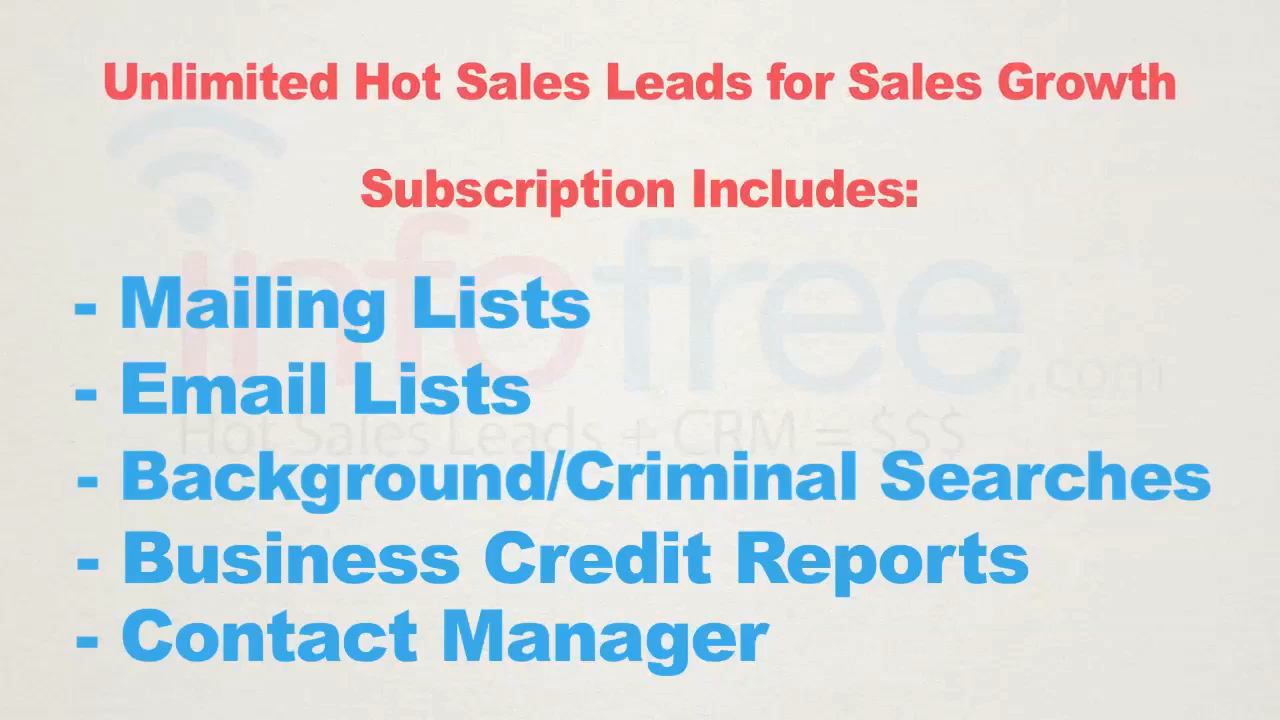 Unlimited Hot Sales Leads for Sales Growth
Subscription Includes:
- Mailing Lists
infofree.com
- Email Lists
Hot Sales Leads + CRM = $$$
- Background/Criminal Searches
- Business Credit Reports
- Contact Manager